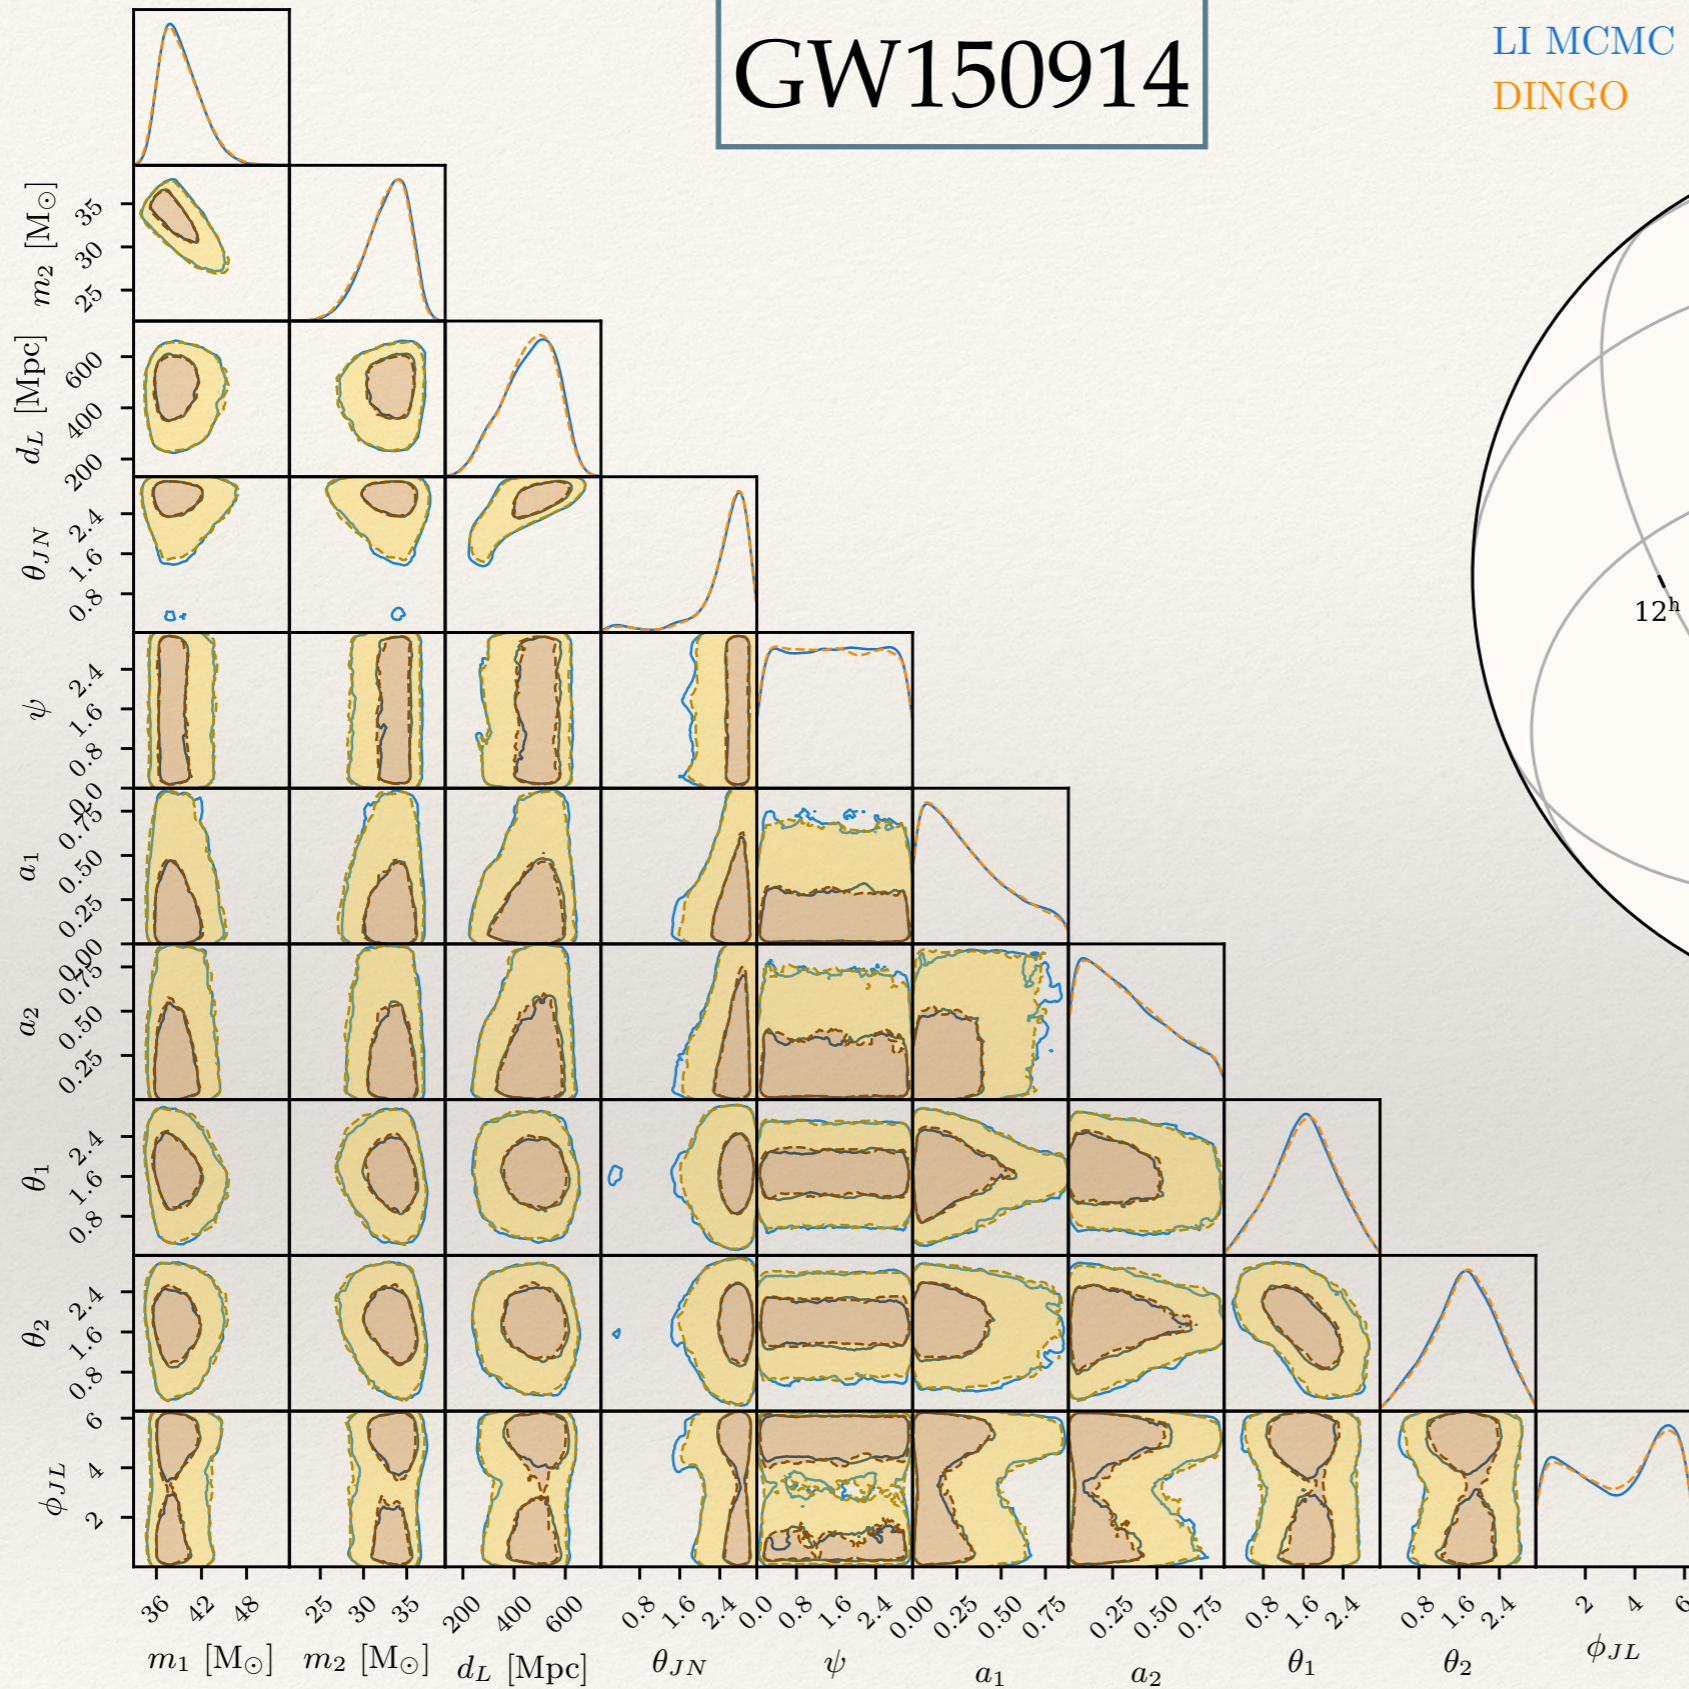 GW150914
LI MCMC
DINGO
12ʰ
m₂ [M⊙]
35
30
25
d_L [Mpc]
600
400
200
θ_JN
2.4
1.6
0.8
ψ
2.4
1.6
0.8
0.0
a₁
0.75
0.50
0.25
0.00
a₂
0.75
0.50
0.25
θ₁
2.4
1.6
0.8
θ₂
2.4
1.6
0.8
ϕ_JL
6
4
2
36 42 48 25 30 35 200 400 600 0.8 1.6 2.4 0.0 0.8 1.6 2.4 0.00 0.25 0.50 0.75 0.25 0.50 0.75 0.8 1.6 2.4 0.8 1.6 2.4 2 4 6
m₁ [M⊙] m₂ [M⊙] d_L [Mpc] θ_JN ψ a₁ a₂ θ₁ θ₂ ϕ_JL